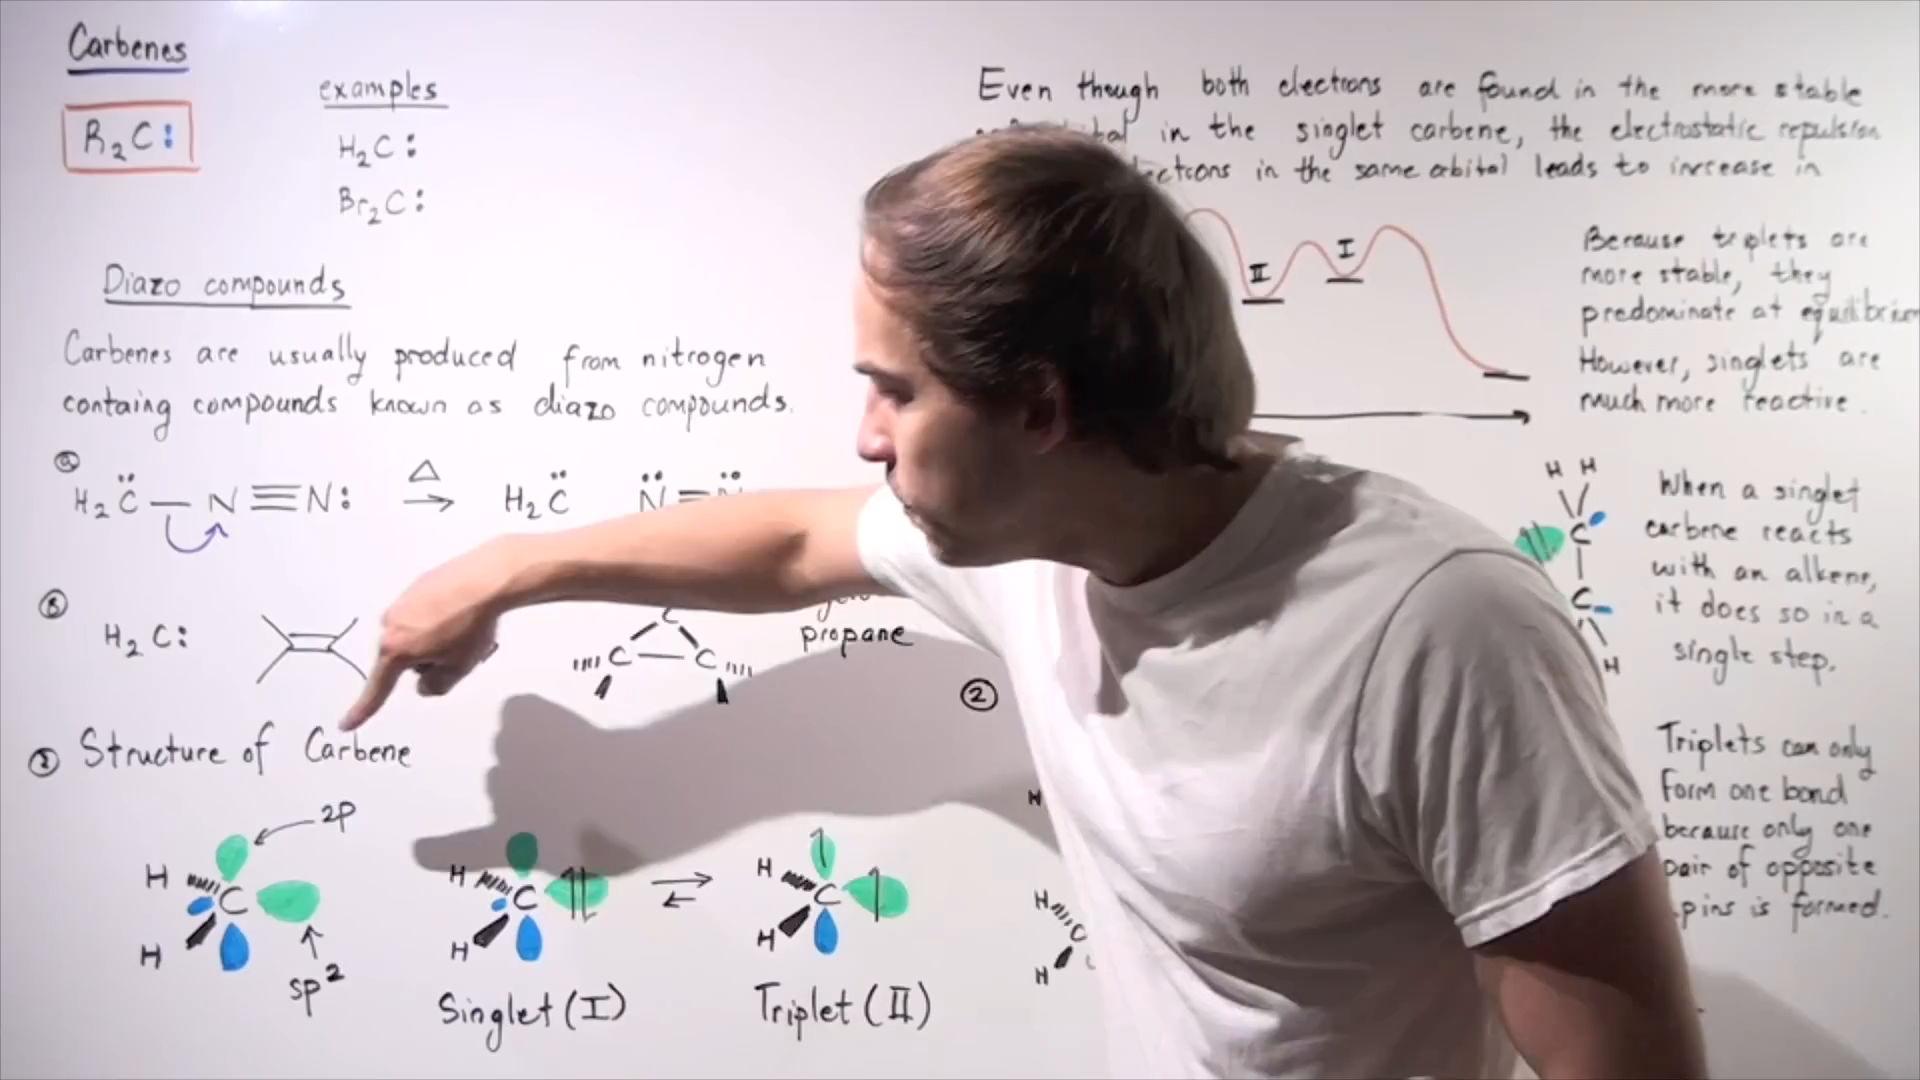 Carbenes
R₂C:
examples
H₂C:
Br₂C:
Diazo compounds
Carbenes are usually produced from nitrogen
containg compounds known as diazo compounds.
a
H₂C̈ — N ≡ N: Δ → H₂C̈ N̈ = N̈
B
H₂C:
C
C — C
propane
1 Structure of Carbene
2p
H
C
H
sp²
H
C
H
Singlet (I)
H
C
H
Triplet (II)
Even though both electrons are found in the more stable
in the singlet carbene, the electrostatic repulsion
in the same orbital leads to increase in
II
I
Because triplets are
more stable, they
predominate at
However, singlets are
much more reactive.
H H
C
C
H
When a singlet
carbene reacts
with an alkene,
it does so in a
single step.
2
H
H
C
H
Triplets can only
form one bond
because only one
pair of opposite
is formed.